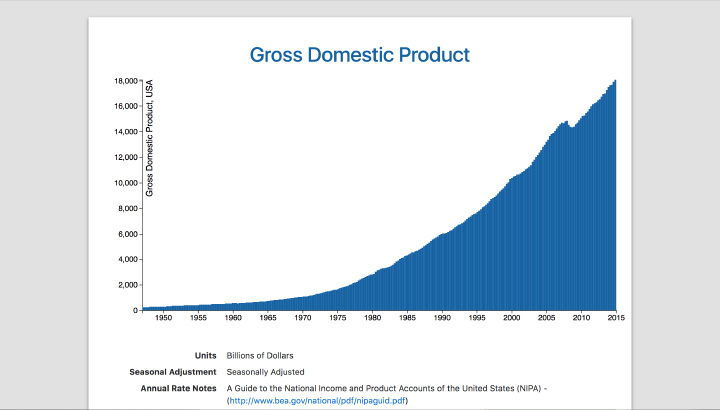 Gross Domestic Product
Gross Domestic Product, USA
18,000
16,000
14,000
12,000
10,000
8,000
6,000
4,000
2,000
0
1950 1955 1960 1965 1970 1975 1980 1985 1990 1995 2000 2005 2010 2015
Units Billions of Dollars
Seasonal Adjustment Seasonally Adjusted
Annual Rate Notes A Guide to the National Income and Product Accounts of the United States (NIPA) -
(http://www.bea.gov/national/pdf/nipaguid.pdf)